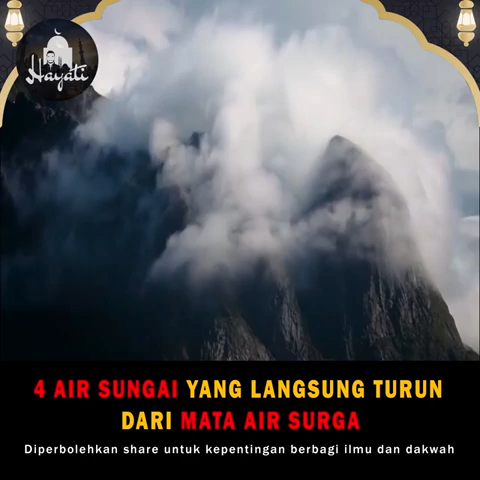 Hayati
4 AIR SUNGAI YANG LANGSUNG TURUN
DARI MATA AIR SURGA
Diperbolehkan share untuk kepentingan berbagi ilmu dan dakwah